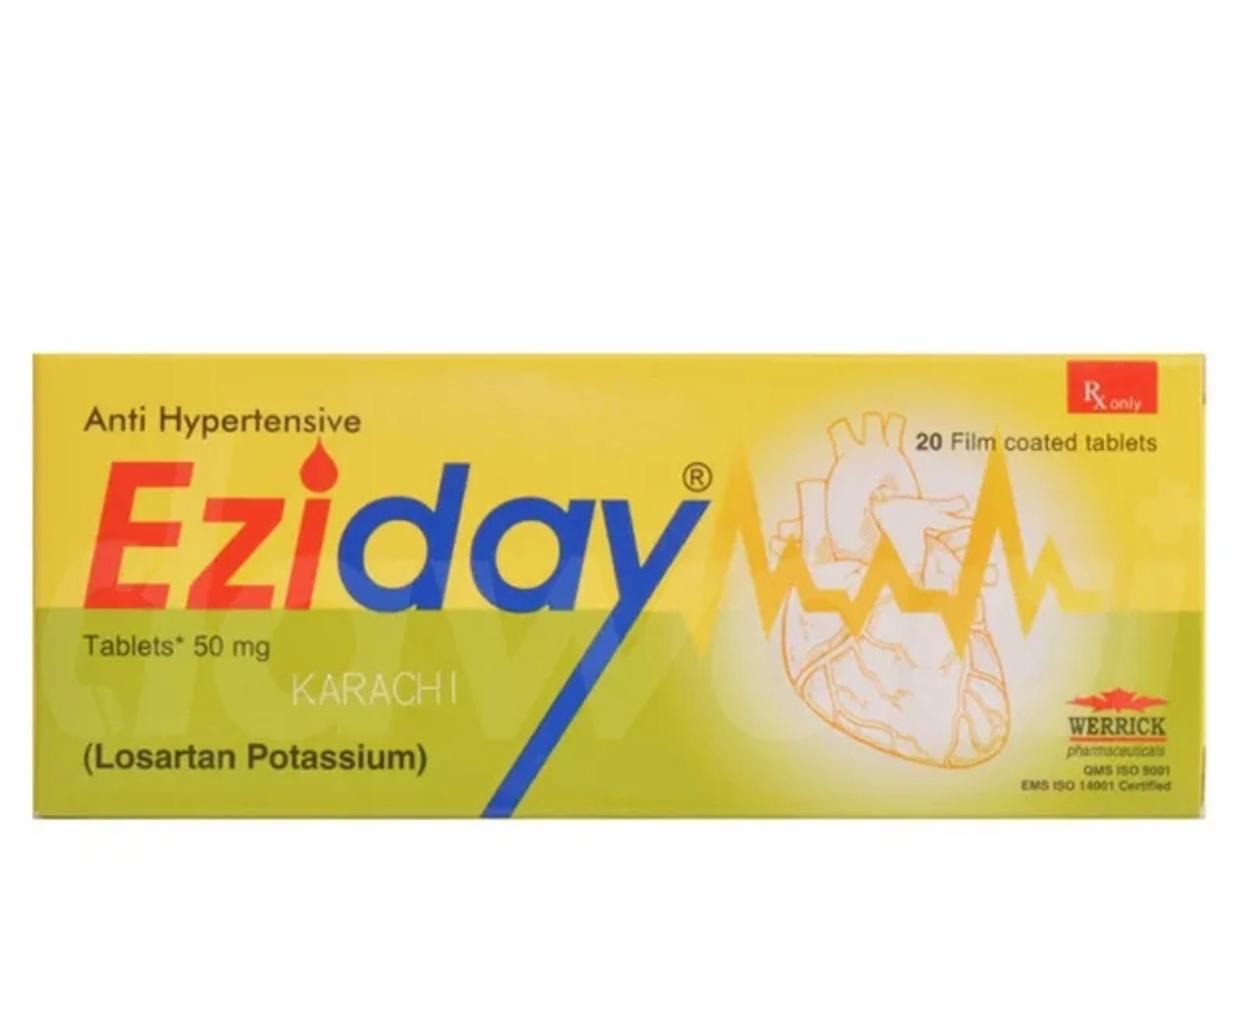 Rx only
Anti Hypertensive
20 Film coated tablets
Eziday®
Tablets* 50 mg
KARACHI
(Losartan Potassium)
WERRICK
pharmaceuticals
QMS ISO 9001
EMS ISO 14001 Certified
dawaai